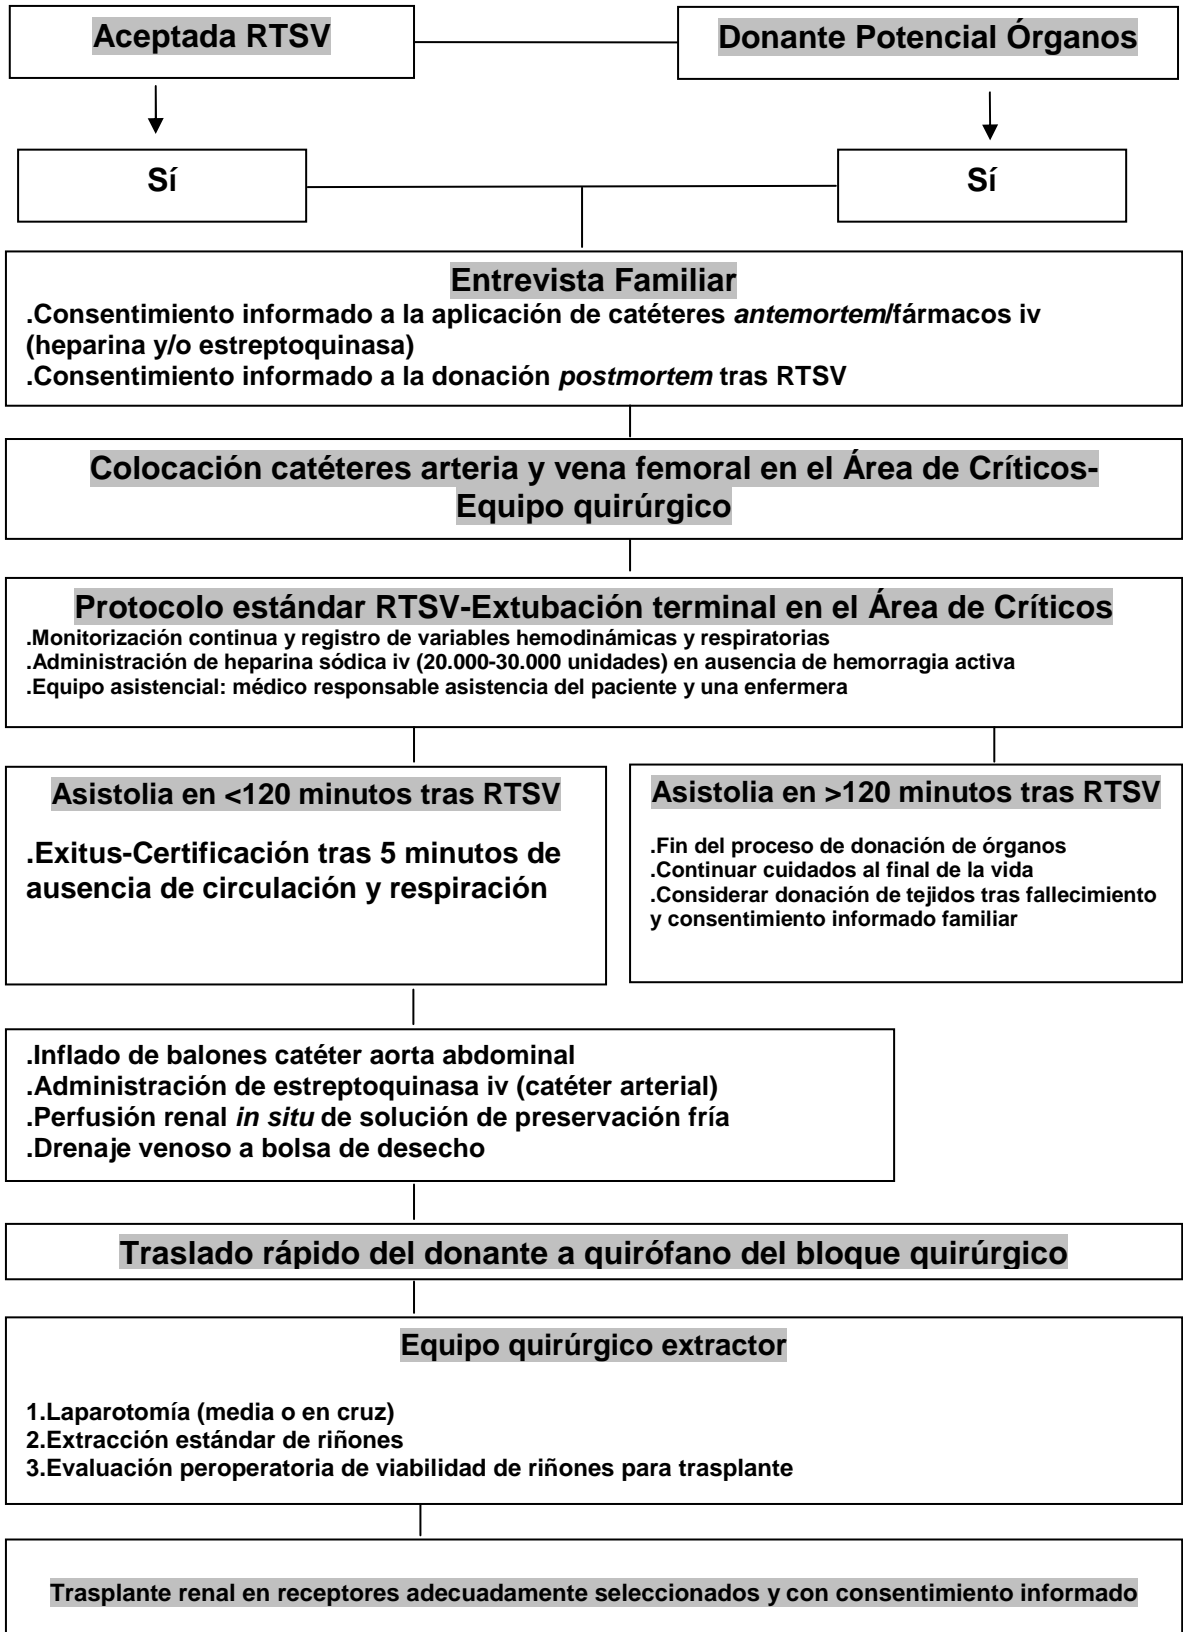 Aceptada RTSV
Donante Potencial Órganos
Sí
Sí
Entrevista Familiar
.Consentimiento informado a la aplicación de catéteres antemortem/fármacos iv
(heparina y/o estreptoquinasa)
.Consentimiento informado a la donación postmortem tras RTSV
Colocación catéteres arteria y vena femoral en el Área de Críticos-
Equipo quirúrgico
Protocolo estándar RTSV-Extubación terminal en el Área de Críticos
.Monitorización continua y registro de variables hemodinámicas y respiratorias
.Administración de heparina sódica iv (20.000-30.000 unidades) en ausencia de hemorragia activa
.Equipo asistencial: médico responsable asistencia del paciente y una enfermera
Asistolia en <120 minutos tras RTSV
.Exitus-Certificación tras 5 minutos de
ausencia de circulación y respiración
Asistolia en >120 minutos tras RTSV
.Fin del proceso de donación de órganos
.Continuar cuidados al final de la vida
.Considerar donación de tejidos tras fallecimiento
y consentimiento informado familiar
.Inflado de balones catéter aorta abdominal
.Administración de estreptoquinasa iv (catéter arterial)
.Perfusión renal in situ de solución de preservación fría
.Drenaje venoso a bolsa de desecho
Traslado rápido del donante a quirófano del bloque quirúrgico
Equipo quirúrgico extractor
1.Laparotomía (media o en cruz)
2.Extracción estándar de riñones
3.Evaluación peroperatoria de viabilidad de riñones para trasplante
Trasplante renal en receptores adecuadamente seleccionados y con consentimiento informado